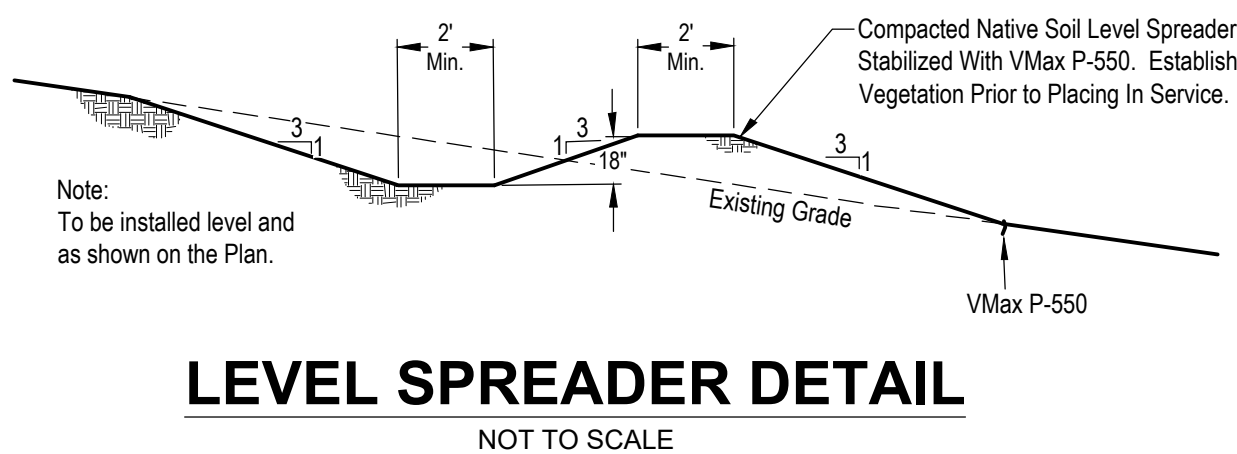 2'
Min.
2'
Min.
Compacted Native Soil Level Spreader
Stabilized With VMax P-550. Establish
Vegetation Prior to Placing In Service.
3
1
1
3
18"
3
1
Note:
To be installed level and
as shown on the Plan.
Existing Grade
VMax P-550
LEVEL SPREADER DETAIL
NOT TO SCALE